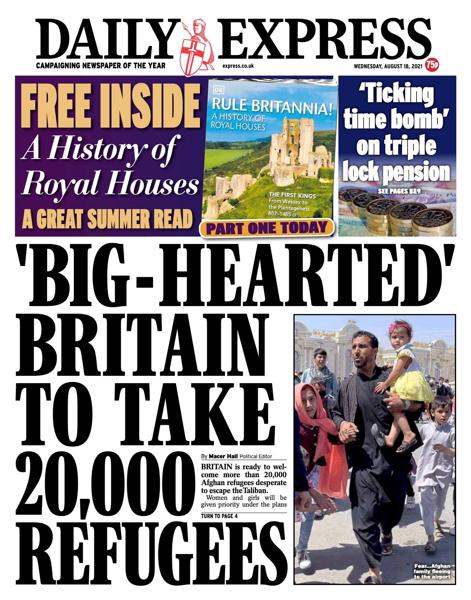 DAILY EXPRESS
CAMPAIGNING NEWSPAPER OF THE YEAR
express.co.uk
WEDNESDAY, AUGUST 18, 2021
75p
FREE INSIDE
A History of
Royal Houses
A GREAT SUMMER READ
RULE BRITANNIA!
A HISTORY OF
ROYAL HOUSES
THE FIRST KINGS
From Wessex to
the Plantagenets
PART ONE TODAY
'Ticking
time bomb'
on triple
lock pension
SEE PAGES 8&9
'BIG-HEARTED'
BRITAIN
TO TAKE
20,000
REFUGEES
By Macer Hall Political Editor
BRITAIN is ready to wel-
come more than 20,000
Afghan refugees desperate
to escape the Taliban.
Women and girls will be
given priority under the plans
TURN TO PAGE 4
Fear...Afghan
family fleeing
to the airport